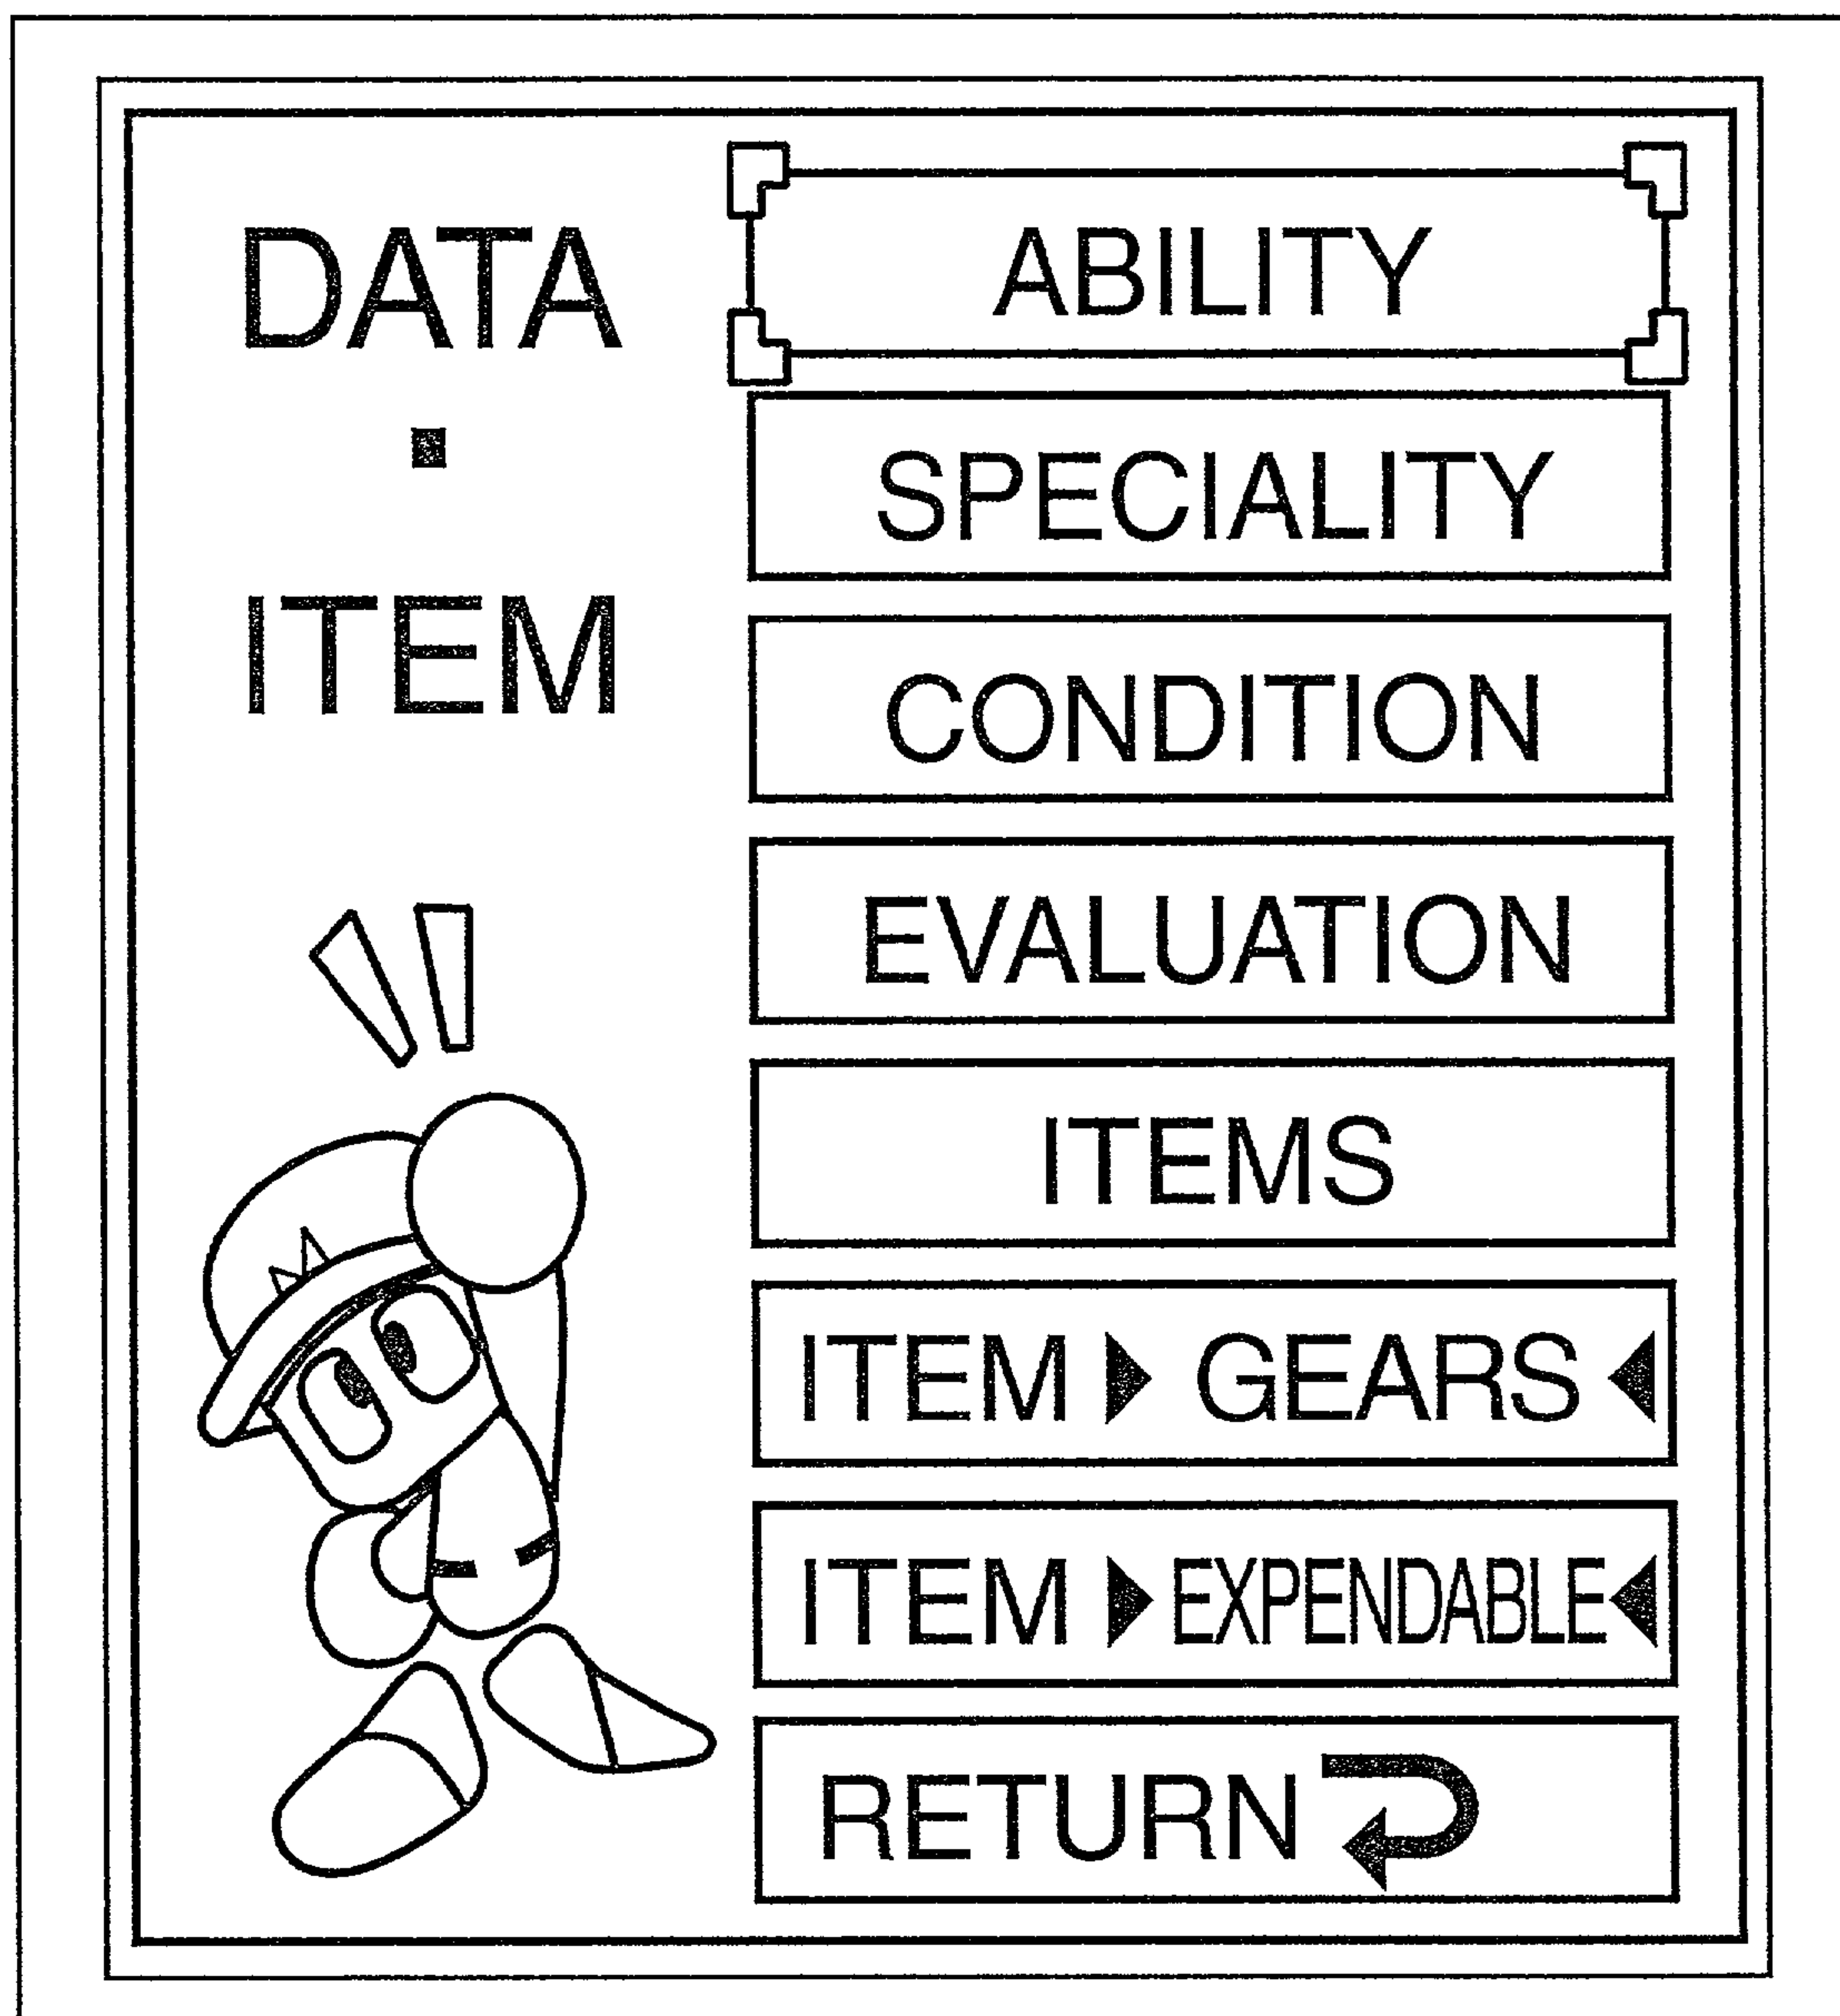 DATA
·
ITEM
ABILITY
SPECIALITY
CONDITION
EVALUATION
ITEMS
ITEM ▶ GEARS ◀
ITEM ▶ EXPENDABLE ◀
RETURN